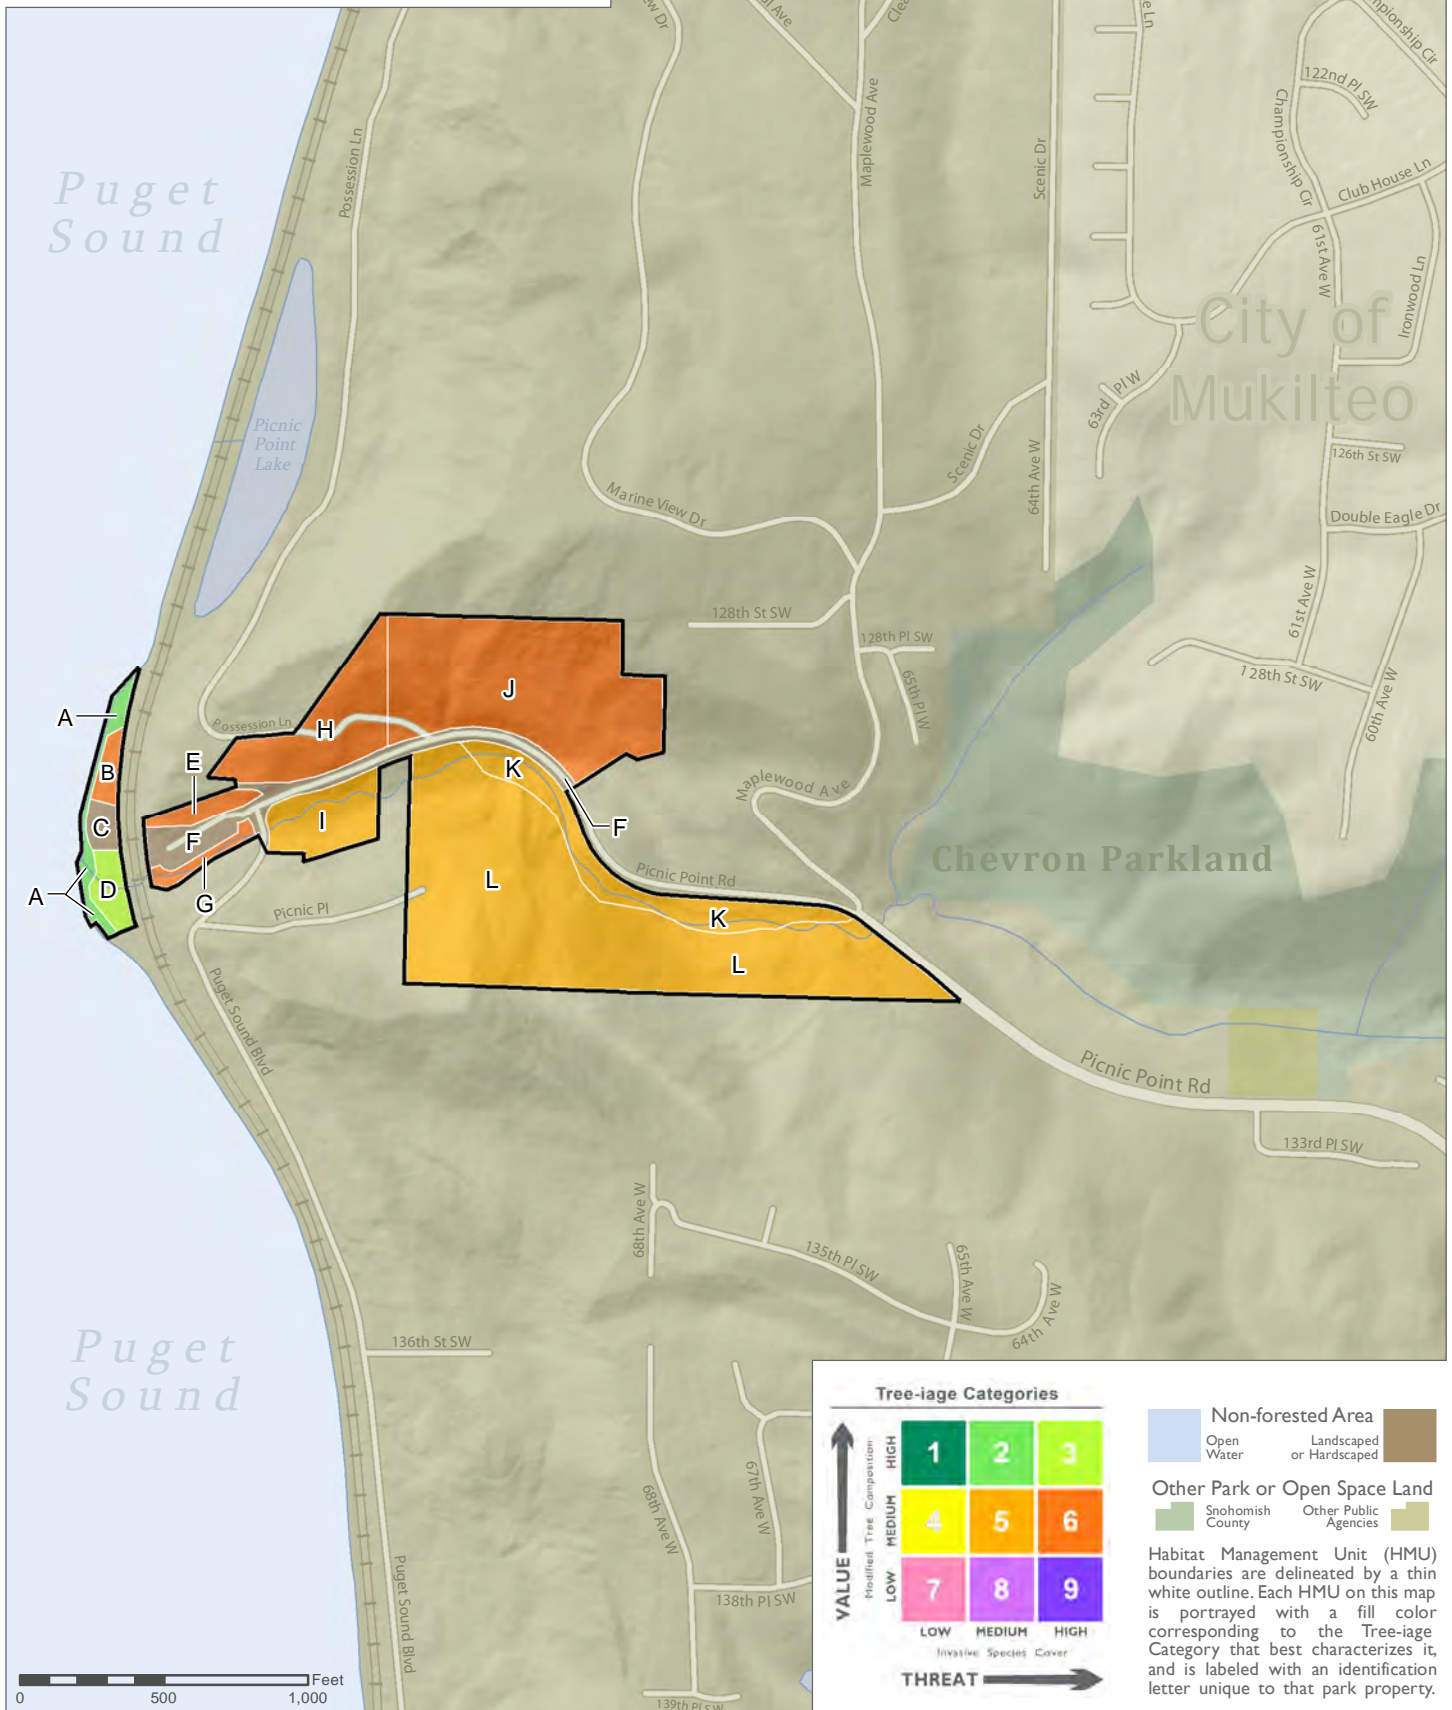 Puget
Sound
Possession Ln
Maplewood Ave
Scenic Dr
122nd Pl SW
Championship Cir
Club House Ln
61st Ave W
Ironwood Ln
City of
Mukilteo
Picnic
Point
Lake
63rd Pl W
Scenic Dr
64th Ave W
126th St SW
Marine View Dr
Double Eagle Dr
128th St SW
61st Ave W
128th Pl SW
65th Pl W
128th St SW
60th Ave W
Possession Ln
A
H
J
B
E
K
Maplewood Ave
C
F
I
F
Chevron Parkland
A
D
G
L
Picnic Point Rd
Picnic Pl
K
L
Puget Sound Blvd
Picnic Point Rd
133rd Pl SW
68th Ave W
135th Pl SW
65th Ave W
64th Ave W
136th St SW
Puget
Sound
68th Ave W
67th Ave W
138th Pl SW
Puget Sound Blvd
139th Pl SW
Feet
0 500 1,000
Tree-iage Categories
VALUE
Modified Tree Composition
HIGH
MEDIUM
LOW
1 2 3
4 5 6
7 8 9
LOW MEDIUM HIGH
Invasive Species Cover
THREAT
Non-forested Area
Open
Water
Landscaped
or Hardscaped
Other Park or Open Space Land
Snohomish
County
Other Public
Agencies
Habitat Management Unit (HMU)
boundaries are delineated by a thin
white outline. Each HMU on this map
is portrayed with a fill color
corresponding to the Tree-iage
Category that best characterizes it,
and is labeled with an identification
letter unique to that park property.